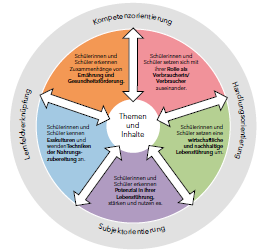 Kompetenzorientierung
Schülerinnen und
Schüler erkennen
Zusammenhänge von
Ernährung und
Gesundheitsförderung.
Schülerinnen und
Schüler setzen sich mit
ihrer Rolle als
Verbraucherin/
Verbraucher
auseinander.
Handlungsorientierung
Lernfeldverknüpfung
Themen
und
Inhalte
Schülerinnen und
Schüler kennen
Esskulturen und
wenden Techniken
der Nahrungs-
zubereitung an.
Schülerinnen und
Schüler setzen eine
wirtschaftliche
und nachhaltige
Lebensführung um.
Schülerinnen und
Schüler erkennen
Potenzial in ihrer
Lebensführung,
stärken und nutzen es.
Subjektorientierung